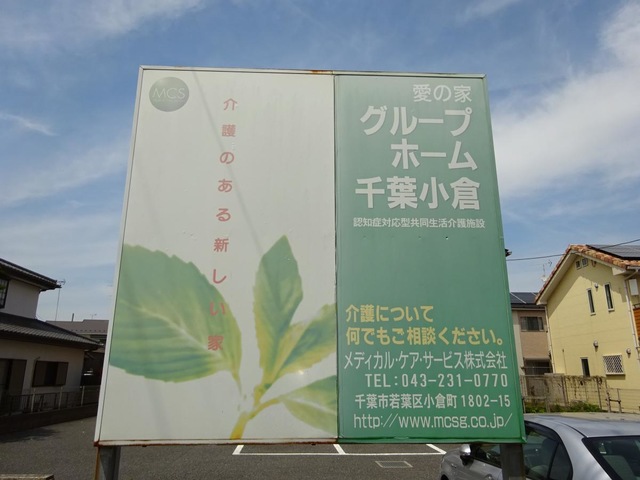 MCS
介護のある新しい家
愛の家
グループ
ホーム
千葉小倉
認知症対応型共同生活介護施設
介護について
何でもご相談ください。
メディカル・ケア・サービス株式会社
TEL:043-231-0770
千葉市若葉区小倉町1802-15
http://www.mcsg.co.jp/